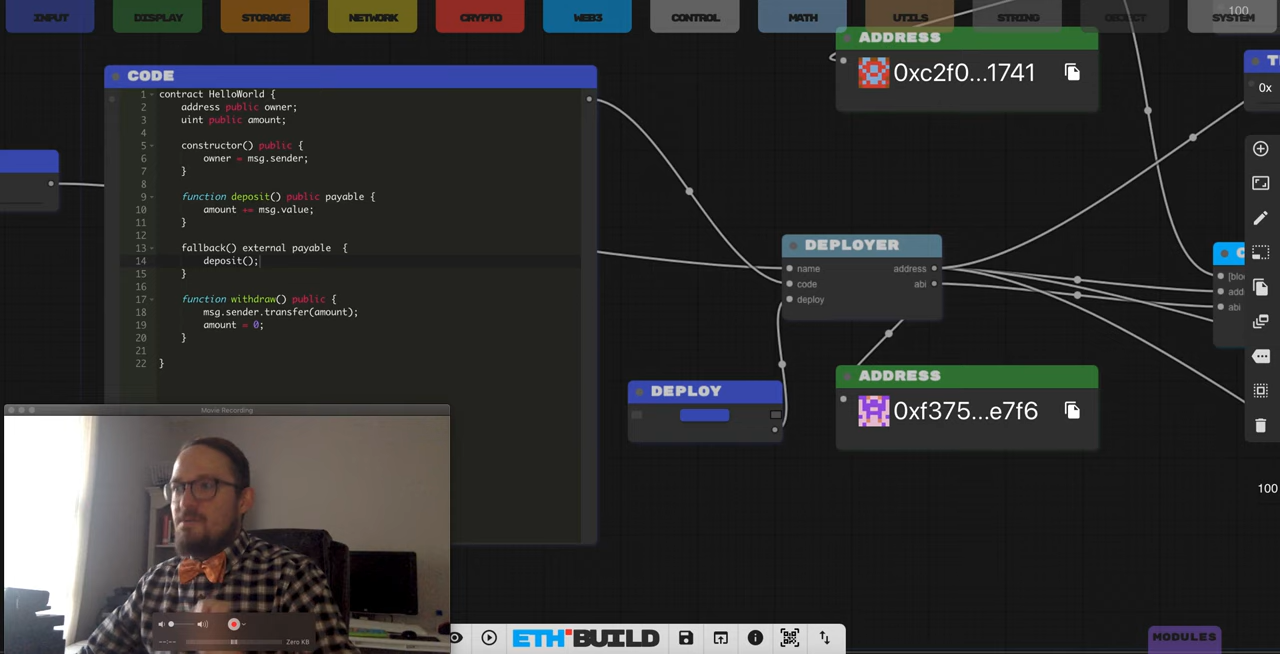 INPUT
DISPLAY
STORAGE
NETWORK
CRYPTO
WEB3
CONTROL
MATH
UTILS
STRING
OBJECT
SYSTEM
100
CODE
1 contract HelloWorld {
2 address public owner;
3 uint public amount;
4
5 constructor() public {
6 owner = msg.sender;
7 }
8
9 function deposit() public payable {
10 amount += msg.value;
11 }
12
13 fallback() external payable {
14 deposit();
15 }
16
17 function withdraw() public {
18 msg.sender.transfer(amount);
19 amount = 0;
20 }
21
22 }
ADDRESS
0xc2f0...1741
0x
DEPLOYER
name address
code abi
deploy
[bloc
add
abi
DEPLOY
ADDRESS
0xf375...e7f6
100
Movie Recording
--:-- Zero KB
ETH BUILD
MODULES